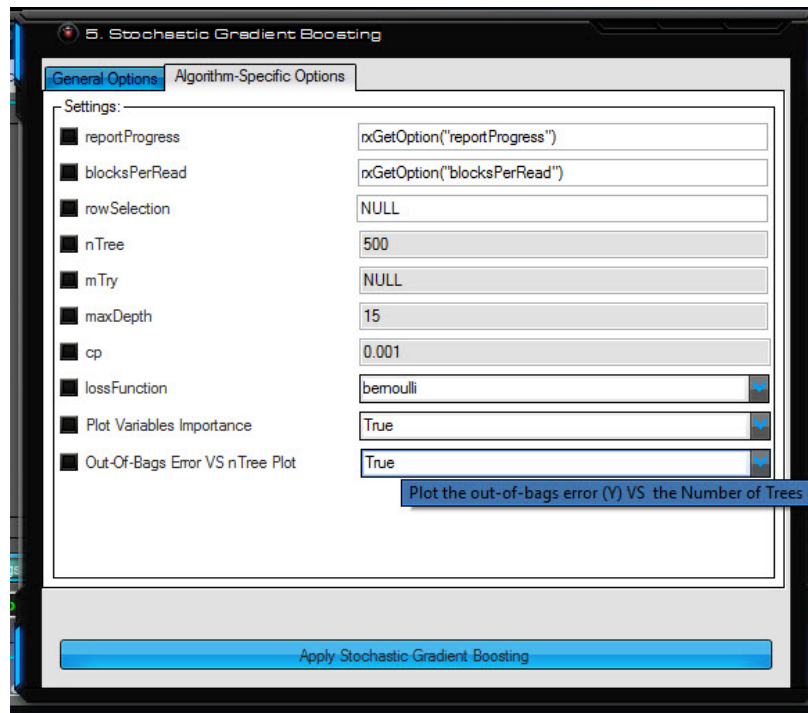 5. Stochastic Gradient Boosting
General Options
Algorithm-Specific Options
Settings:
reportProgress
rxGetOption("reportProgress")
blocksPerRead
rxGetOption("blocksPerRead")
rowSelection
NULL
nTree
500
mTry
NULL
maxDepth
15
cp
0.001
lossFunction
bernoulli
Plot Variables Importance
True
Out-Of-Bags Error VS nTree Plot
True
Plot the out-of-bags error (Y) VS the Number of Trees
Apply Stochastic Gradient Boosting